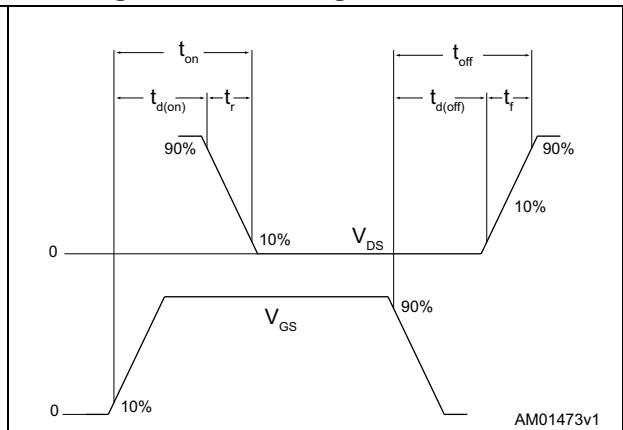 t_on
t_off
t_d(on)
t_r
t_d(off)
t_f
90%
90%
10%
10%
V_DS
0
90%
V_GS
10%
0
AM01473v1